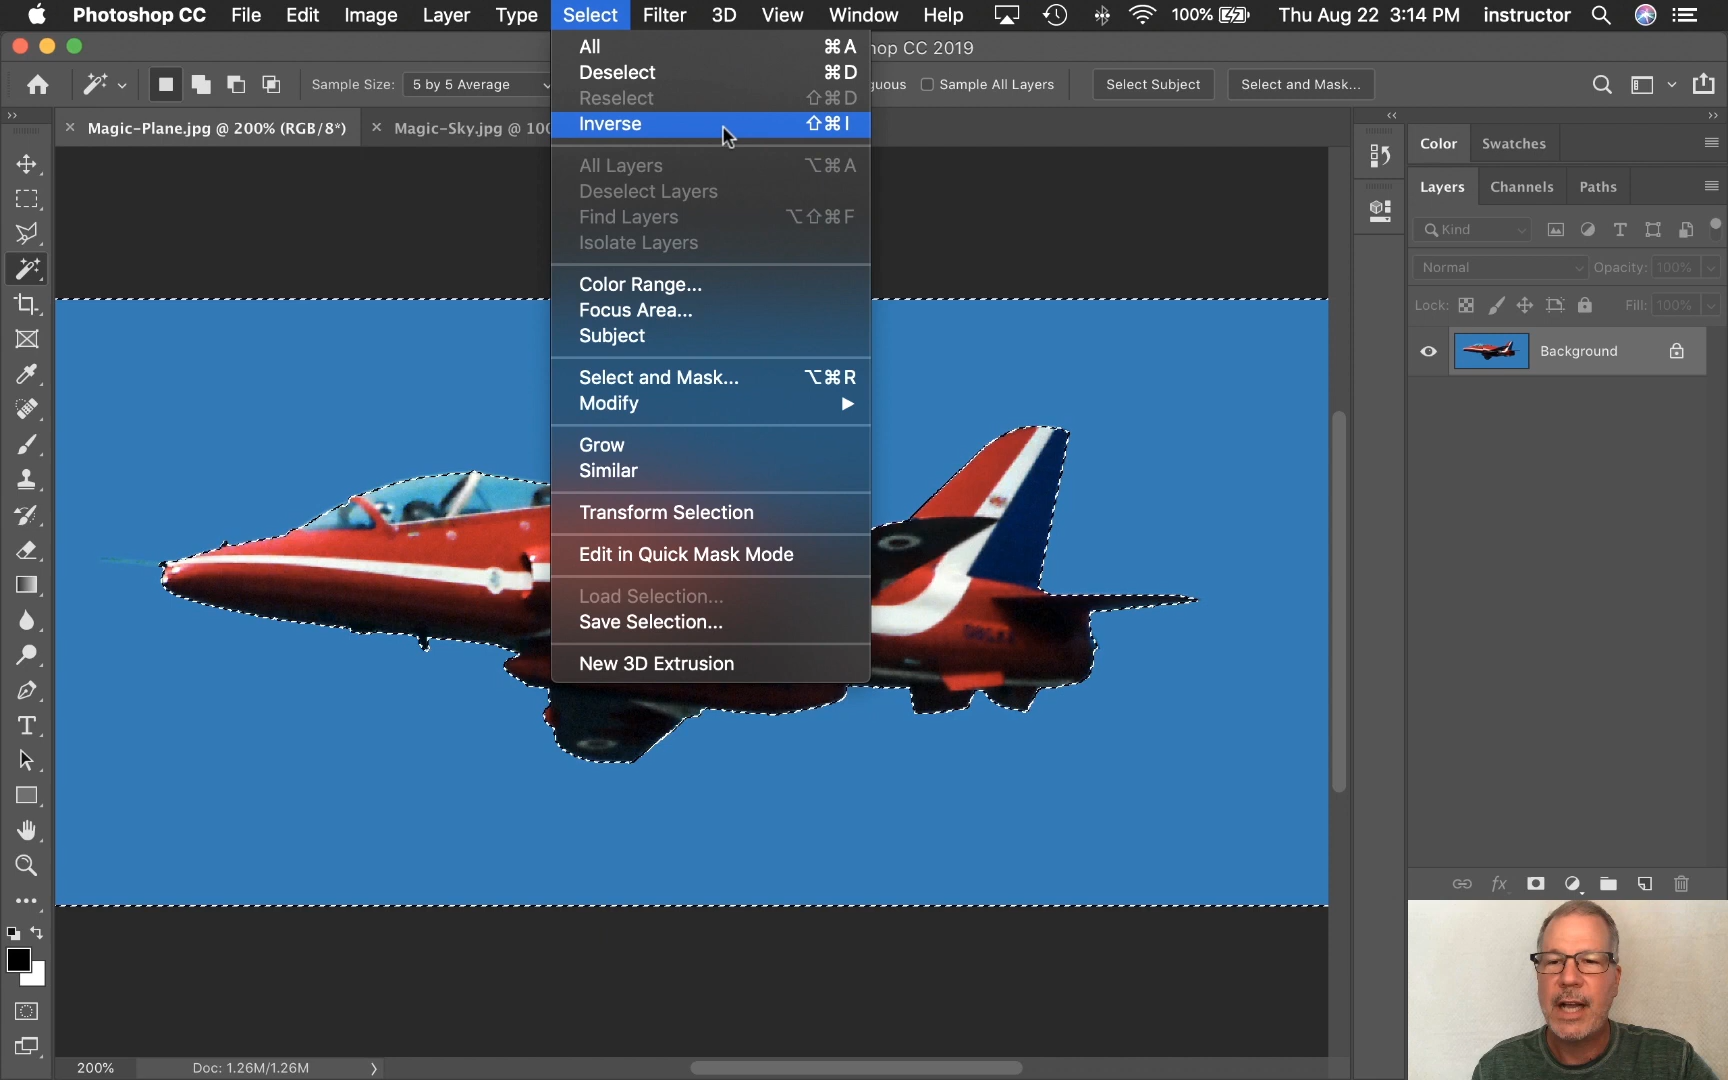 Photoshop CC File Edit Image Layer Type Select Filter 3D View Window Help 100% Thu Aug 22 3:14 PM instructor
hop CC 2019
Sample Size: 5 by 5 Average uous Sample All Layers Select Subject Select and Mask...
× Magic-Plane.jpg @ 200% (RGB/8*) × Magic-Sky.jpg @ 100
All ⌘A
Deselect ⌘D
Reselect ⇧⌘D
Inverse ⇧⌘I
All Layers ⌥⌘A
Deselect Layers
Find Layers ⌥⇧⌘F
Isolate Layers
Color Range...
Focus Area...
Subject
Select and Mask... ⌥⌘R
Modify
Grow
Similar
Transform Selection
Edit in Quick Mask Mode
Load Selection...
Save Selection...
New 3D Extrusion
Color Swatches
Layers Channels Paths
Kind
Normal Opacity: 100%
Lock: Fill: 100%
Background
fx
200% Doc: 1.26M/1.26M